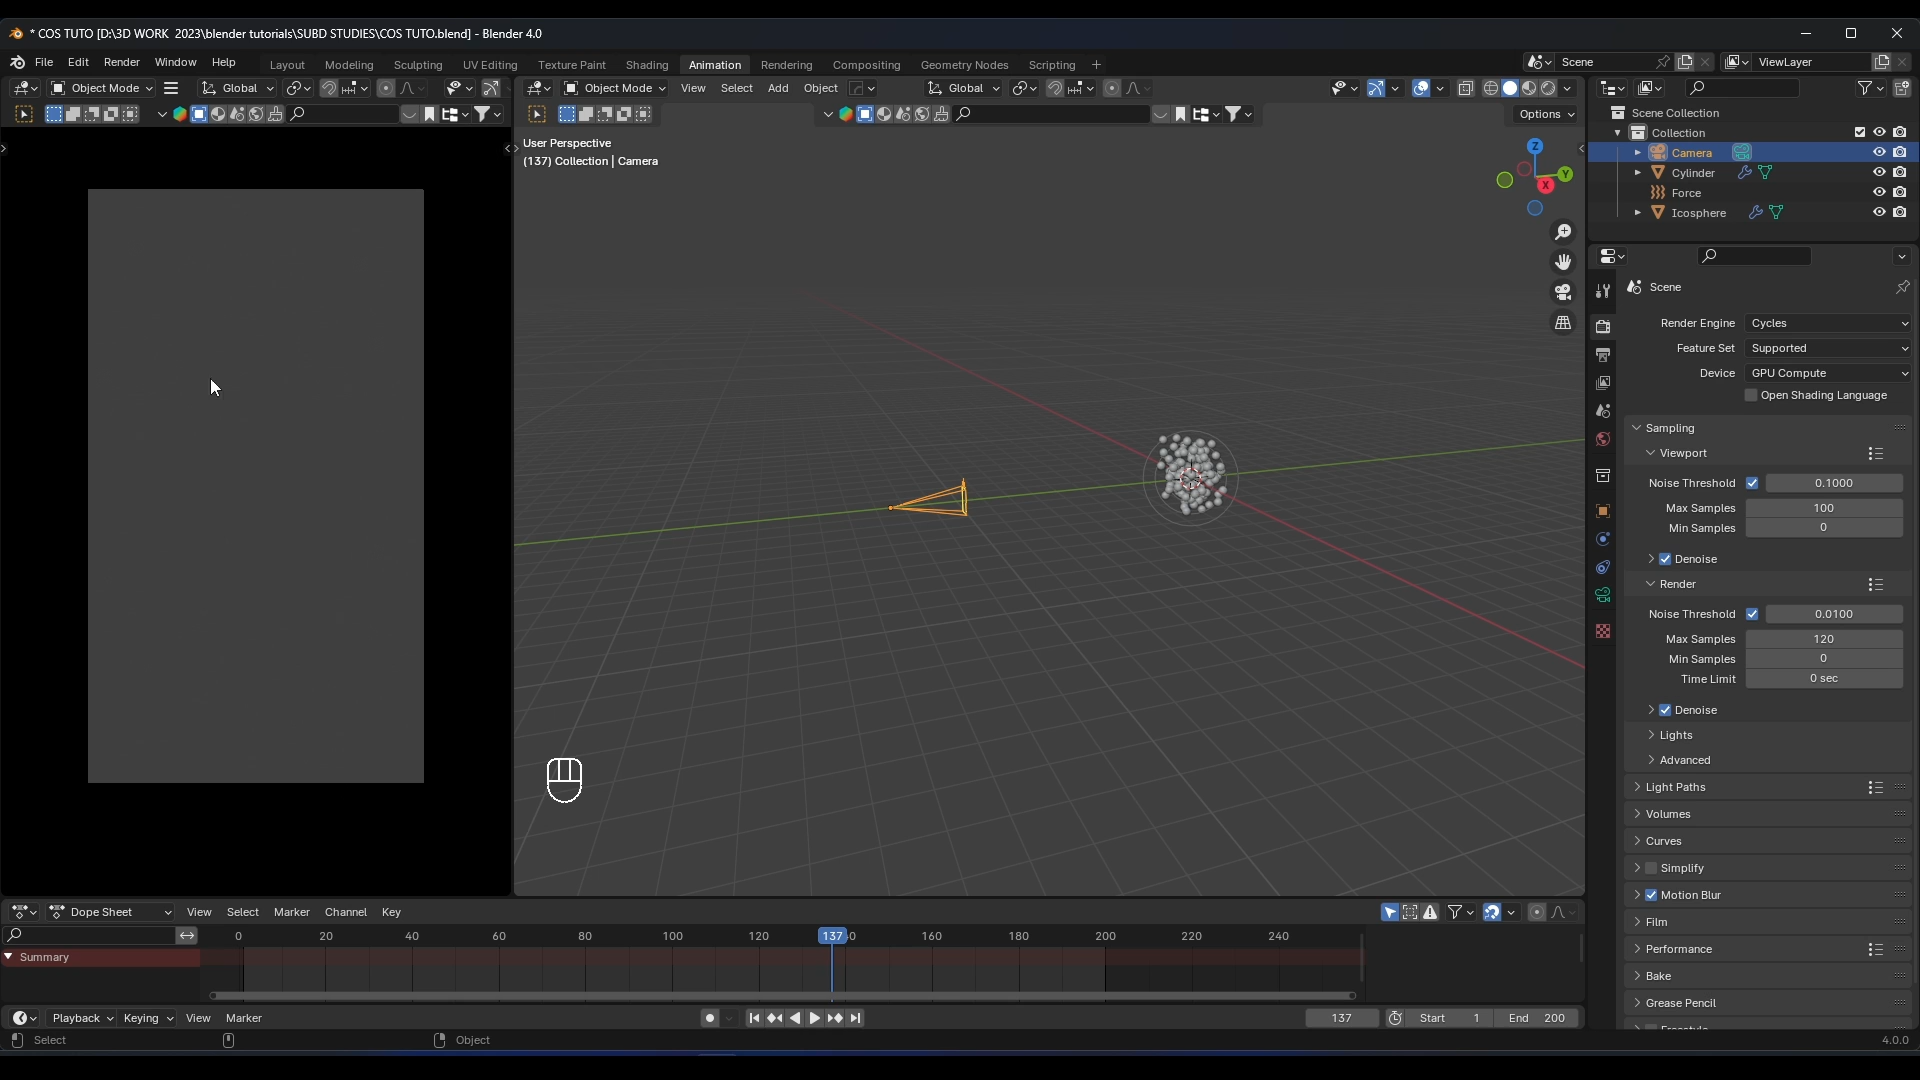 * COS TUTO [D:\3D WORK  2023\blender tutorials\SUBD STUDIES\COS TUTO.blend] - Blender 4.0
File Edit Render Window Help Layout Modeling Sculpting UV Editing Texture Paint Shading Animation Rendering Compositing Geometry Nodes Scripting + Scene ViewLayer
Object Mode Global Object Mode View Select Add Object Global
Options
Scene Collection
Collection
Camera
Cylinder
Force
Icosphere
User Perspective
(137) Collection | Camera
Z
Y
X
Scene
Render Engine Cycles
Feature Set Supported
Device GPU Compute
Open Shading Language
Sampling
Viewport
Noise Threshold 0.1000
Max Samples 100
Min Samples 0
Denoise
Render
Noise Threshold 0.0100
Max Samples 120
Min Samples 0
Time Limit 0 sec
Denoise
Lights
Advanced
Light Paths
Volumes
Curves
Simplify
Motion Blur
Film
Performance
Bake
Grease Pencil
Dope Sheet View Select Marker Channel Key
0 20 40 60 80 100 120 137 160 180 200 220 240
Summary
Playback Keying View Marker 137 Start 1 End 200
Select Object 4.0.0